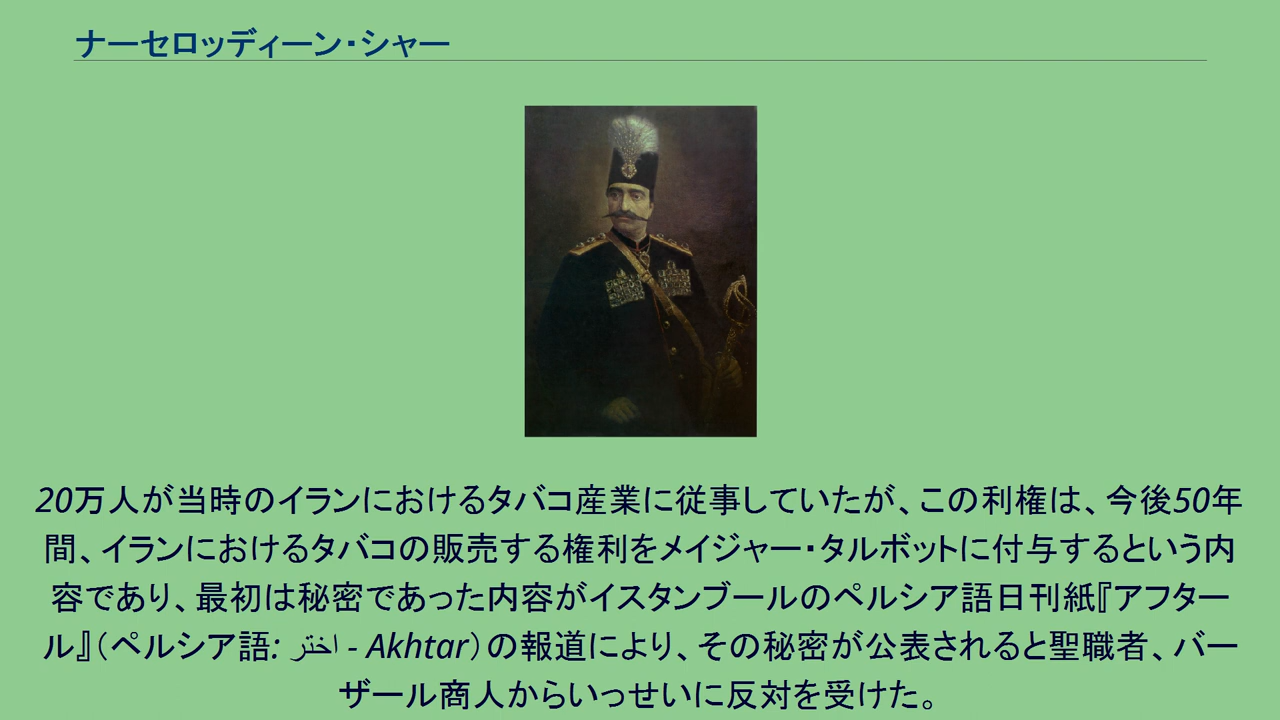 ナーセロッディーン・シャー
20万人が当時のイランにおけるタバコ産業に従事していたが、この利権は、今後50年
間、イランにおけるタバコの販売する権利をメイジャー・タルボットに付与するという内
容であり、最初は秘密であった内容がイスタンブールのペルシア語日刊紙『アフター
ル』（ペルシア語: اختر - Akhtar）の報道により、その秘密が公表されると聖職者、バー
ザール商人からいっせいに反対を受けた。